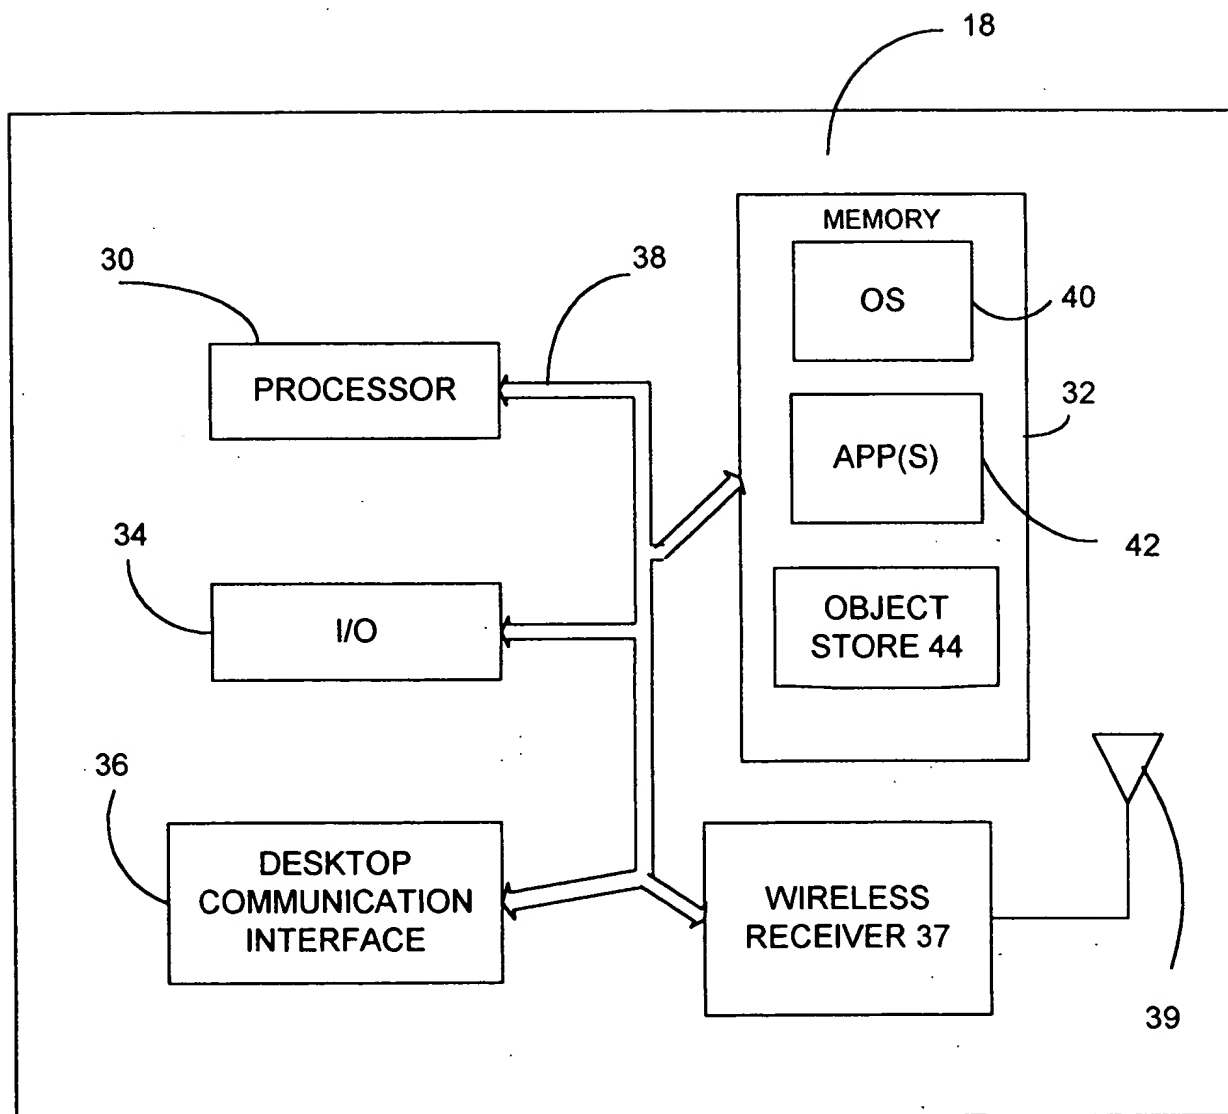 18
MEMORY
30
38
OS
40
PROCESSOR
32
APP(S)
34
42
I/O
OBJECT
STORE 44
36
DESKTOP
COMMUNICATION
INTERFACE
WIRELESS
RECEIVER 37
39